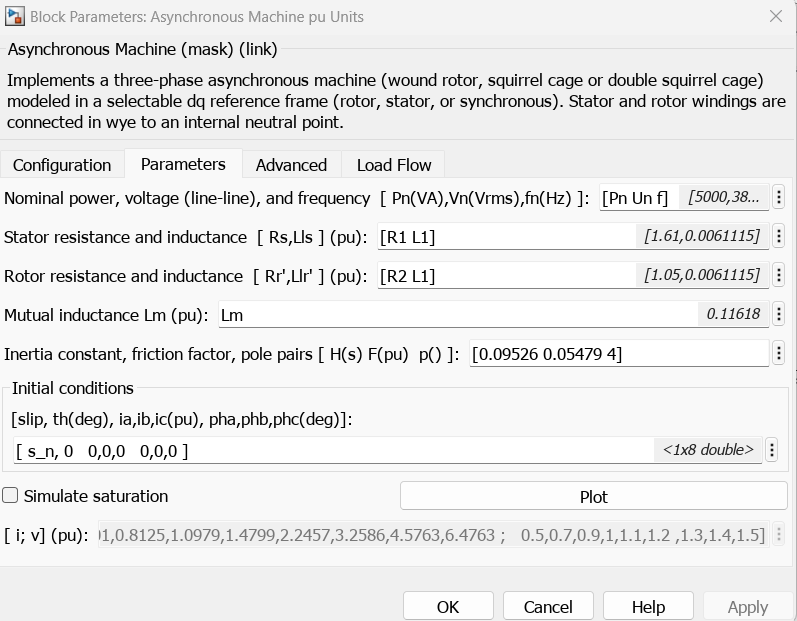 Block Parameters: Asynchronous Machine pu Units
Asynchronous Machine (mask) (link)
Implements a three-phase asynchronous machine (wound rotor, squirrel cage or double squirrel cage)
modeled in a selectable dq reference frame (rotor, stator, or synchronous). Stator and rotor windings are
connected in wye to an internal neutral point.
Configuration Parameters Advanced Load Flow
Nominal power, voltage (line-line), and frequency [ Pn(VA),Vn(Vrms),fn(Hz) ]: [Pn Un f] [5000,38...
Stator resistance and inductance [ Rs,Lls ] (pu): [R1 L1] [1.61,0.0061115]
Rotor resistance and inductance [ Rr',Llr' ] (pu): [R2 L1] [1.05,0.0061115]
Mutual inductance Lm (pu): Lm 0.11618
Inertia constant, friction factor, pole pairs [ H(s) F(pu) p() ]: [0.09526 0.05479 4]
Initial conditions
[slip, th(deg), ia,ib,ic(pu), pha,phb,phc(deg)]:
[ s_n, 0 0,0,0 0,0,0 ] <1x8 double>
Simulate saturation Plot
[ i; v] (pu): 01,0.8125,1.0979,1.4799,2.2457,3.2586,4.5763,6.4763 ; 0.5,0.7,0.9,1,1.1,1.2 ,1.3,1.4,1.5]
OK Cancel Help Apply